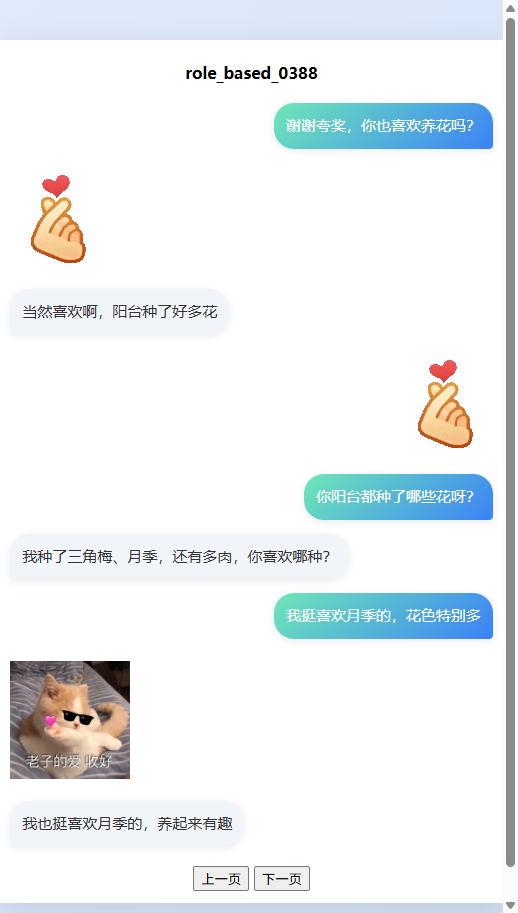 role_based_0388
谢谢夸奖，你也喜欢养花吗？
当然喜欢啊，阳台种了好多花
你阳台都种了哪些花呀？
我种了三角梅、月季，还有多肉，你喜欢哪种？
我挺喜欢月季的，花色特别多
老子的爱 收好
我也挺喜欢月季的，养起来有趣
上一页 下一页